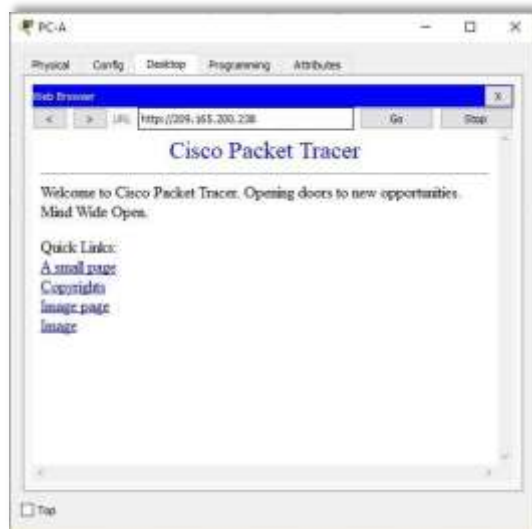 PC-A
Physical Config Desktop Programming Attributes
Web Browser X
< > URL http://209.165.200.238 Go Stop
Cisco Packet Tracer
Welcome to Cisco Packet Tracer. Opening doors to new opportunities.
Mind Wide Open.
Quick Links:
A small page
Copyrights
Image page
Image
Top